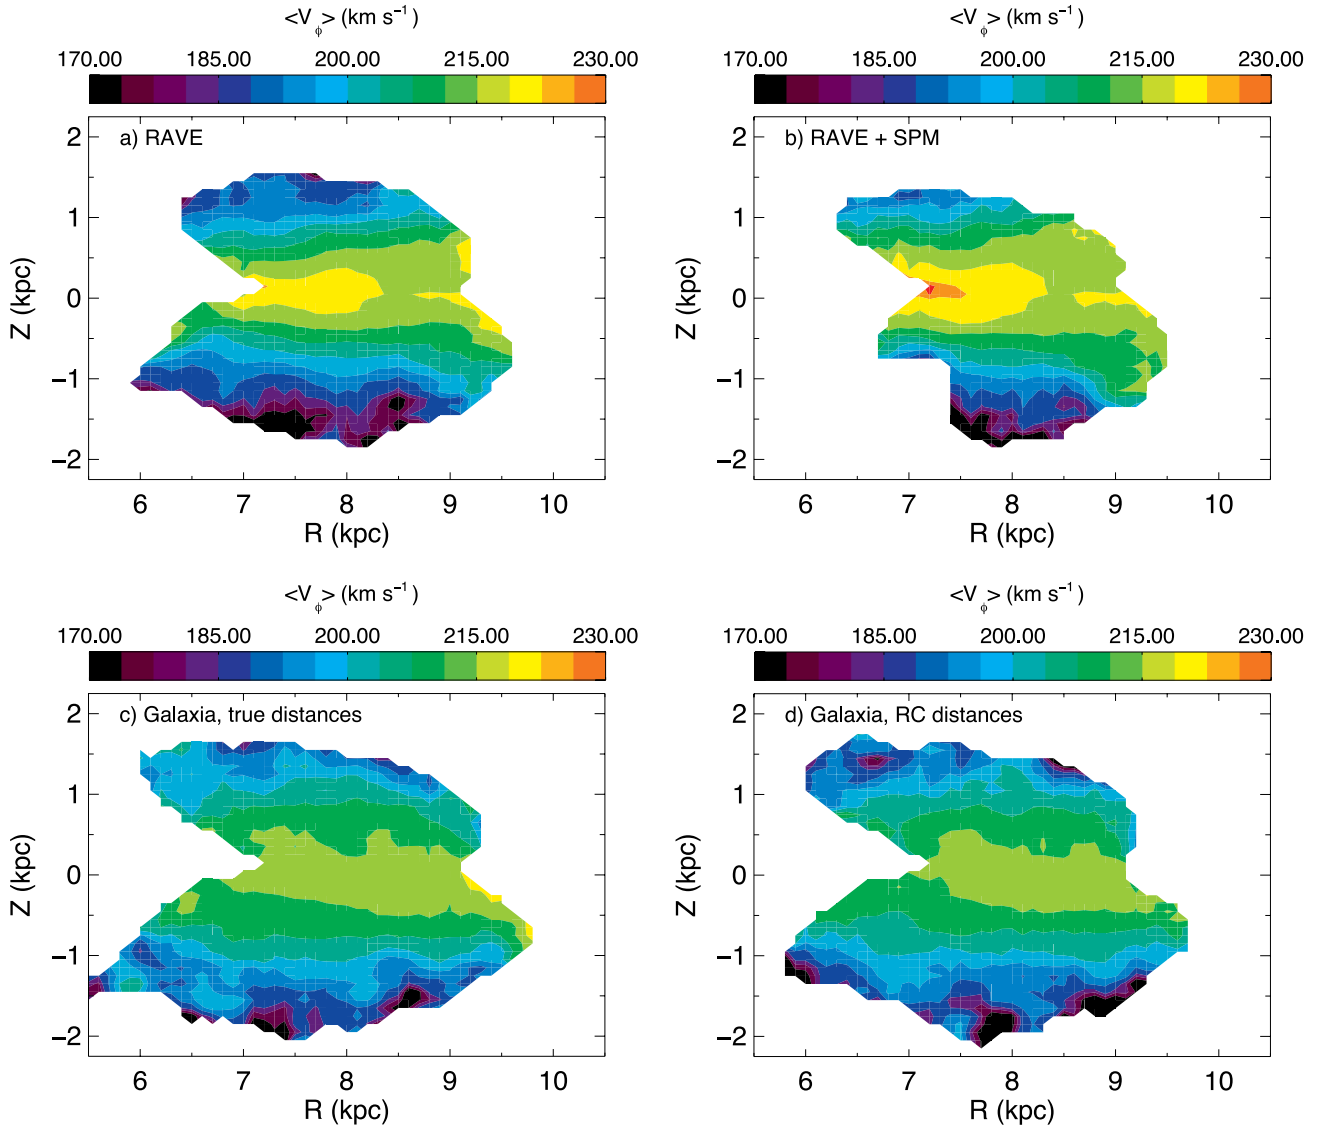 <V_ϕ> (km s⁻¹)
170.00 185.00 200.00 215.00 230.00
a) RAVE
2
1
0
−1
−2
Z (kpc)
6 7 8 9 10
R (kpc)
<V_ϕ> (km s⁻¹)
170.00 185.00 200.00 215.00 230.00
b) RAVE + SPM
2
1
0
−1
−2
Z (kpc)
6 7 8 9 10
R (kpc)
<V_ϕ> (km s⁻¹)
170.00 185.00 200.00 215.00 230.00
c) Galaxia, true distances
2
1
0
−1
−2
Z (kpc)
6 7 8 9 10
R (kpc)
<V_ϕ> (km s⁻¹)
170.00 185.00 200.00 215.00 230.00
d) Galaxia, RC distances
2
1
0
−1
−2
Z (kpc)
6 7 8 9 10
R (kpc)